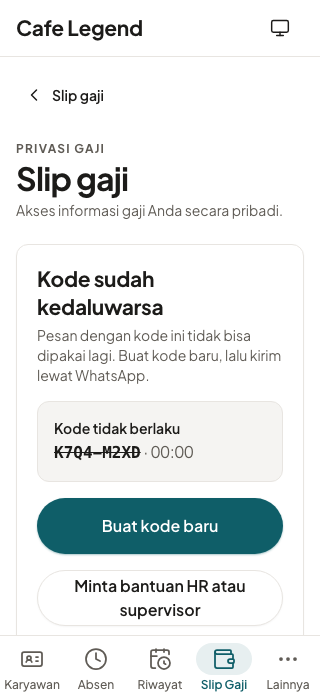 Cafe Legend
Slip gaji
PRIVASI GAJI
Slip gaji
Akses informasi gaji Anda secara pribadi.
Kode sudah
kedaluwarsa
Pesan dengan kode ini tidak bisa
dipakai lagi. Buat kode baru, lalu kirim
lewat WhatsApp.
Kode tidak berlaku
K7Q4-M2XD · 00:00
Buat kode baru
Minta bantuan HR atau
supervisor
Karyawan Absen Riwayat Slip Gaji Lainnya